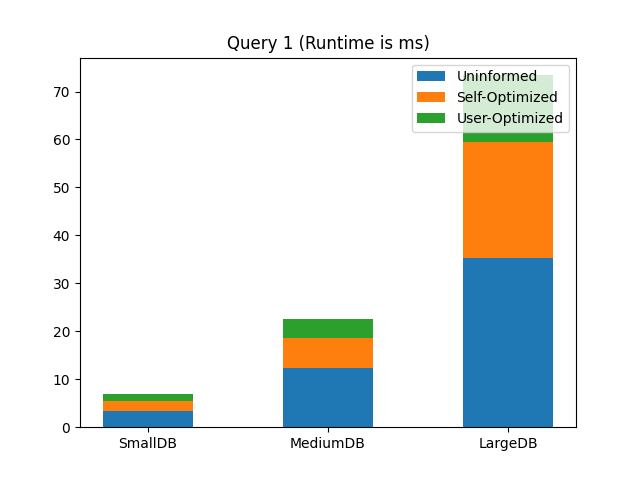 Query 1 (Runtime is ms)
Uninformed
Self-Optimized
User-Optimized
70
60
50
40
30
20
10
0
SmallDB
MediumDB
LargeDB